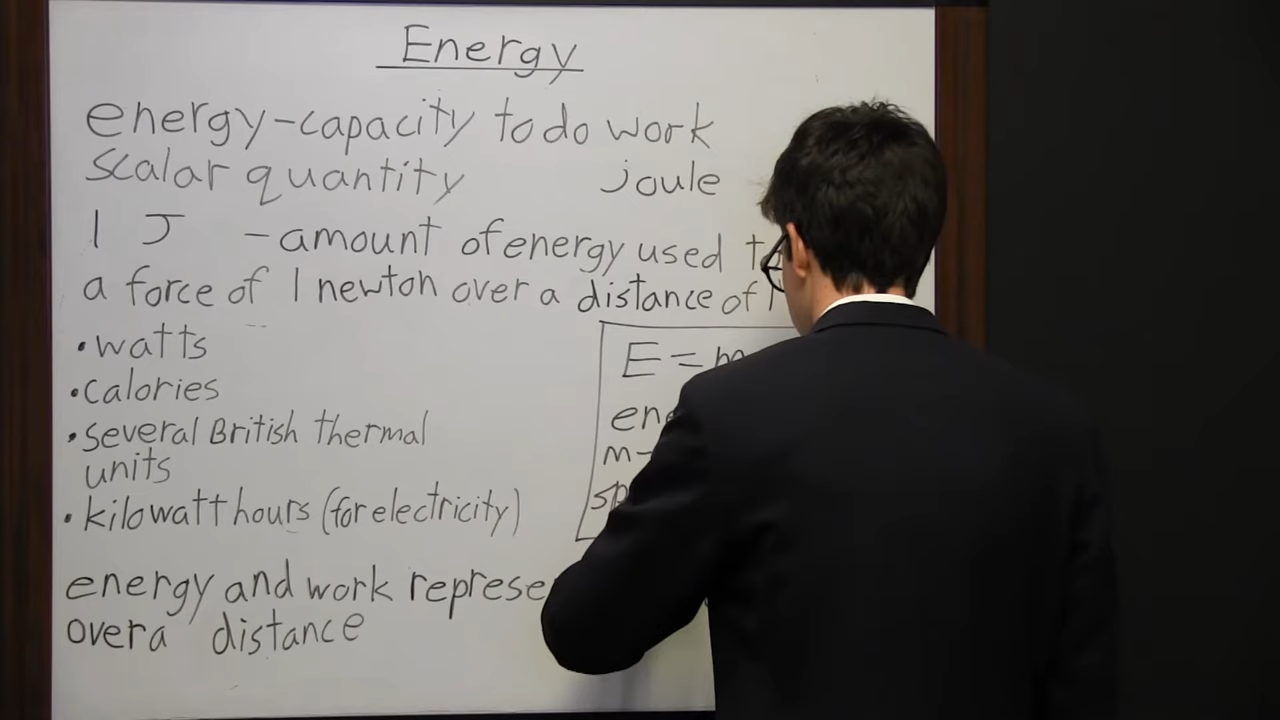 Energy
energy-capacity to do work
scalar quantity joule
1 J - amount of energy used
a force of 1 newton over a distance of 1
•watts
•calories
•several British thermal
units
•kilowatt hours (for electricity)
E =
energy and work
over a distance